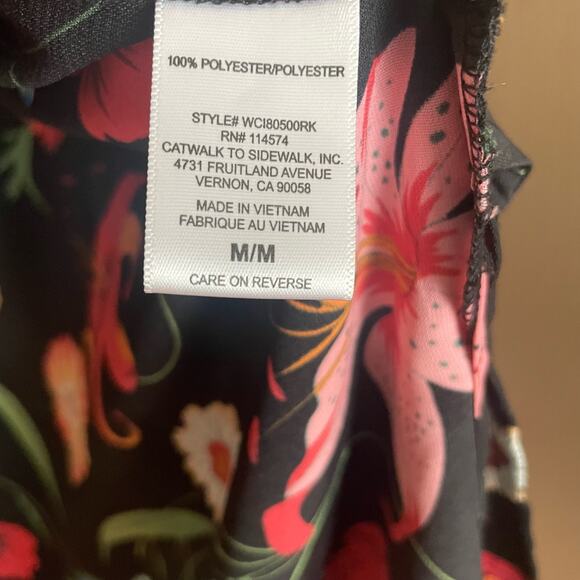 100% POLYESTER/POLYESTER
STYLE# WCI80500RK
RN# 114574
CATWALK TO SIDEWALK, INC.
4731 FRUITLAND AVENUE
VERNON, CA 90058
MADE IN VIETNAM
FABRIQUE AU VIETNAM
M/M
CARE ON REVERSE